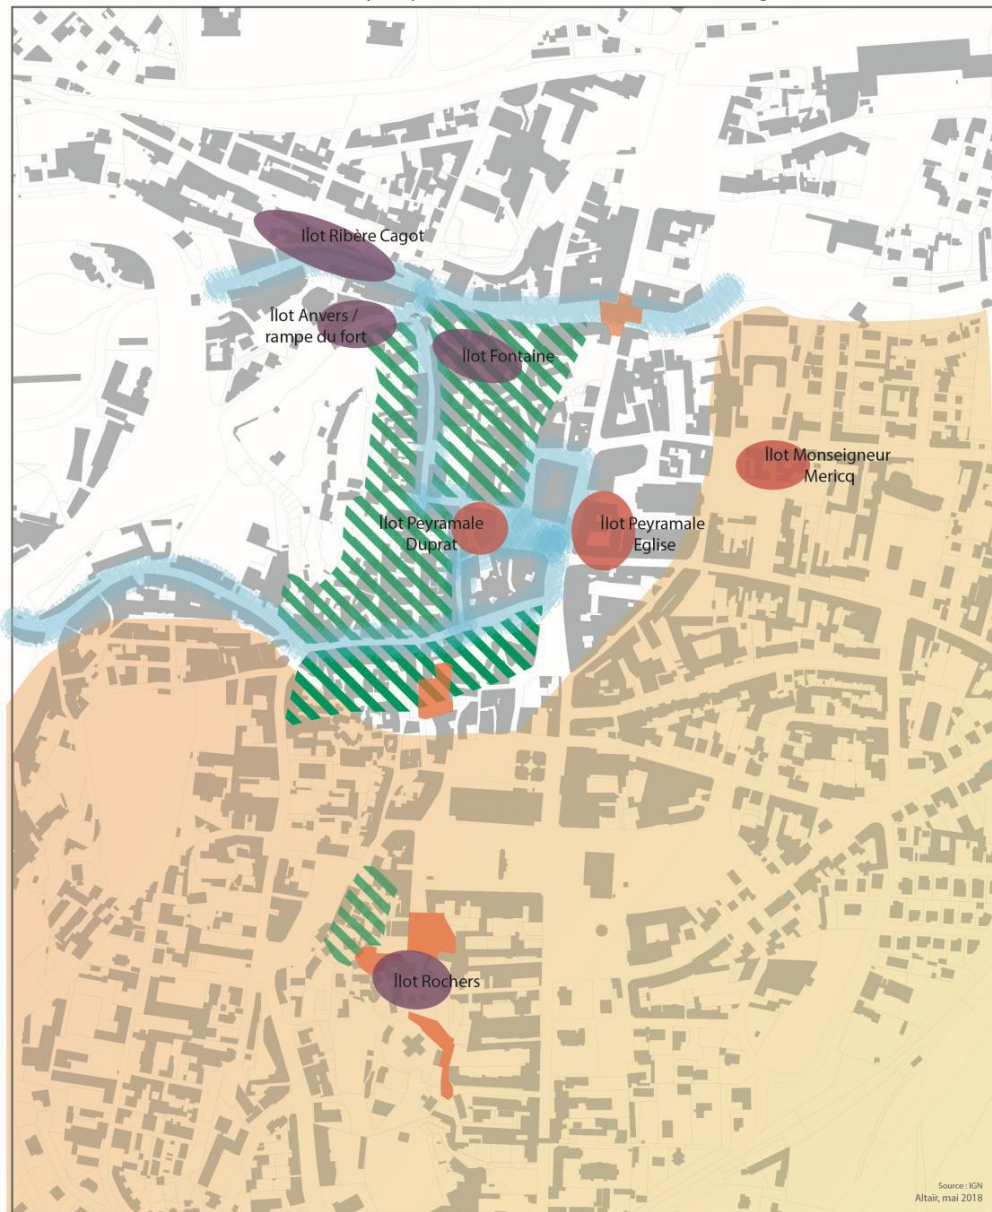 Îlot Ribère Cagot
Îlot Anvers /
rampe du fort
Îlot Fontaine
Îlot Monseigneur
Mericq
Îlot Peyramale
Duprat
Îlot Peyramale
Eglise
Îlot Rochers
Source : IGN
Altaïr, mai 2018